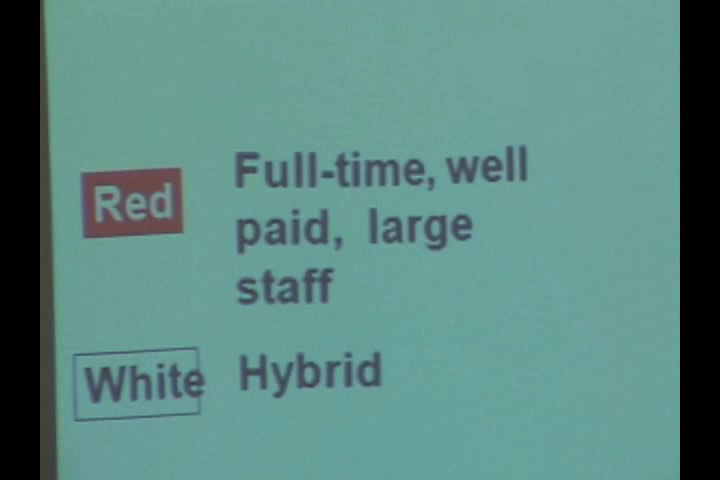 Red
Full-time, well
paid, large
staff
White
Hybrid